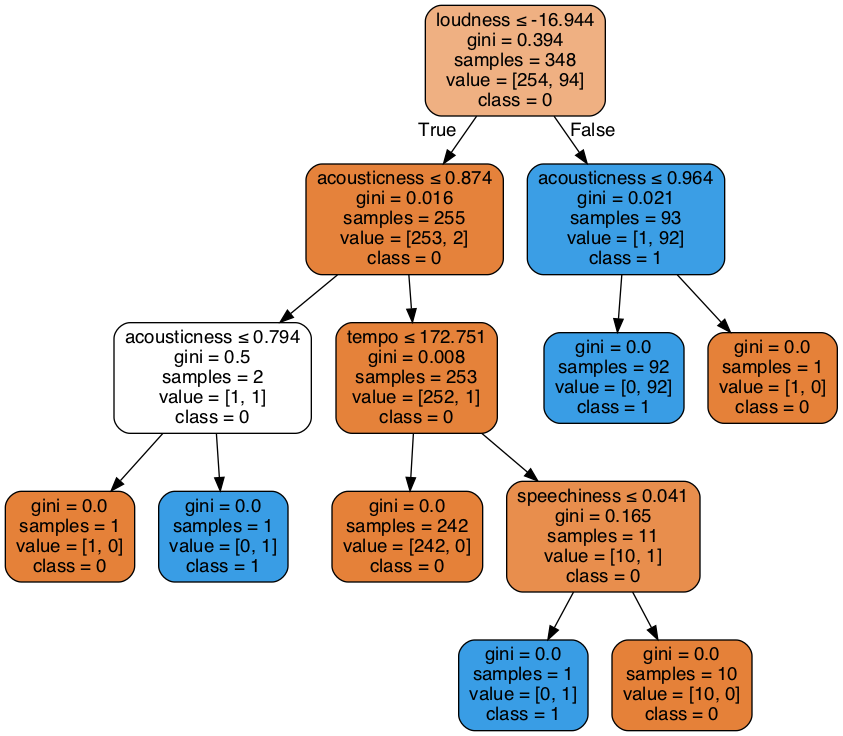 loudness ≤ -16.944
gini = 0.394
samples = 348
value = [254, 94]
class = 0
True
False
acousticness ≤ 0.874
gini = 0.016
samples = 255
value = [253, 2]
class = 0
acousticness ≤ 0.964
gini = 0.021
samples = 93
value = [1, 92]
class = 1
acousticness ≤ 0.794
gini = 0.5
samples = 2
value = [1, 1]
class = 0
tempo ≤ 172.751
gini = 0.008
samples = 253
value = [252, 1]
class = 0
gini = 0.0
samples = 92
value = [0, 92]
class = 1
gini = 0.0
samples = 1
value = [1, 0]
class = 0
gini = 0.0
samples = 1
value = [1, 0]
class = 0
gini = 0.0
samples = 1
value = [0, 1]
class = 1
gini = 0.0
samples = 242
value = [242, 0]
class = 0
speechiness ≤ 0.041
gini = 0.165
samples = 11
value = [10, 1]
class = 0
gini = 0.0
samples = 1
value = [0, 1]
class = 1
gini = 0.0
samples = 10
value = [10, 0]
class = 0